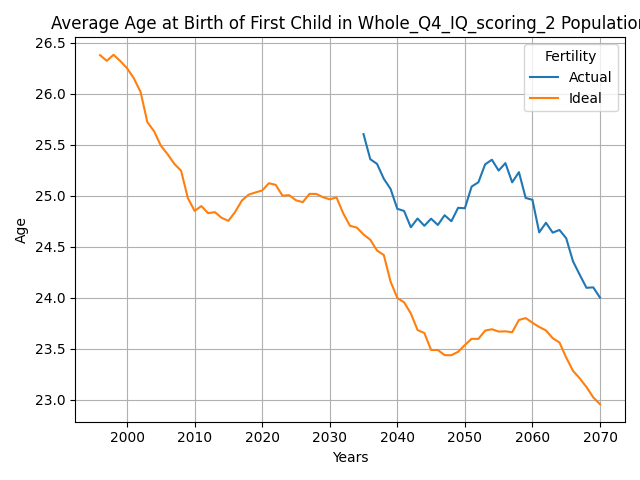 Average Age at Birth of First Child in Whole_Q4_IQ_scoring_2 Population
Fertility
Actual
Ideal
26.5
26.0
25.5
25.0
24.5
24.0
23.5
23.0
Age
2000 2010 2020 2030 2040 2050 2060 2070
Years